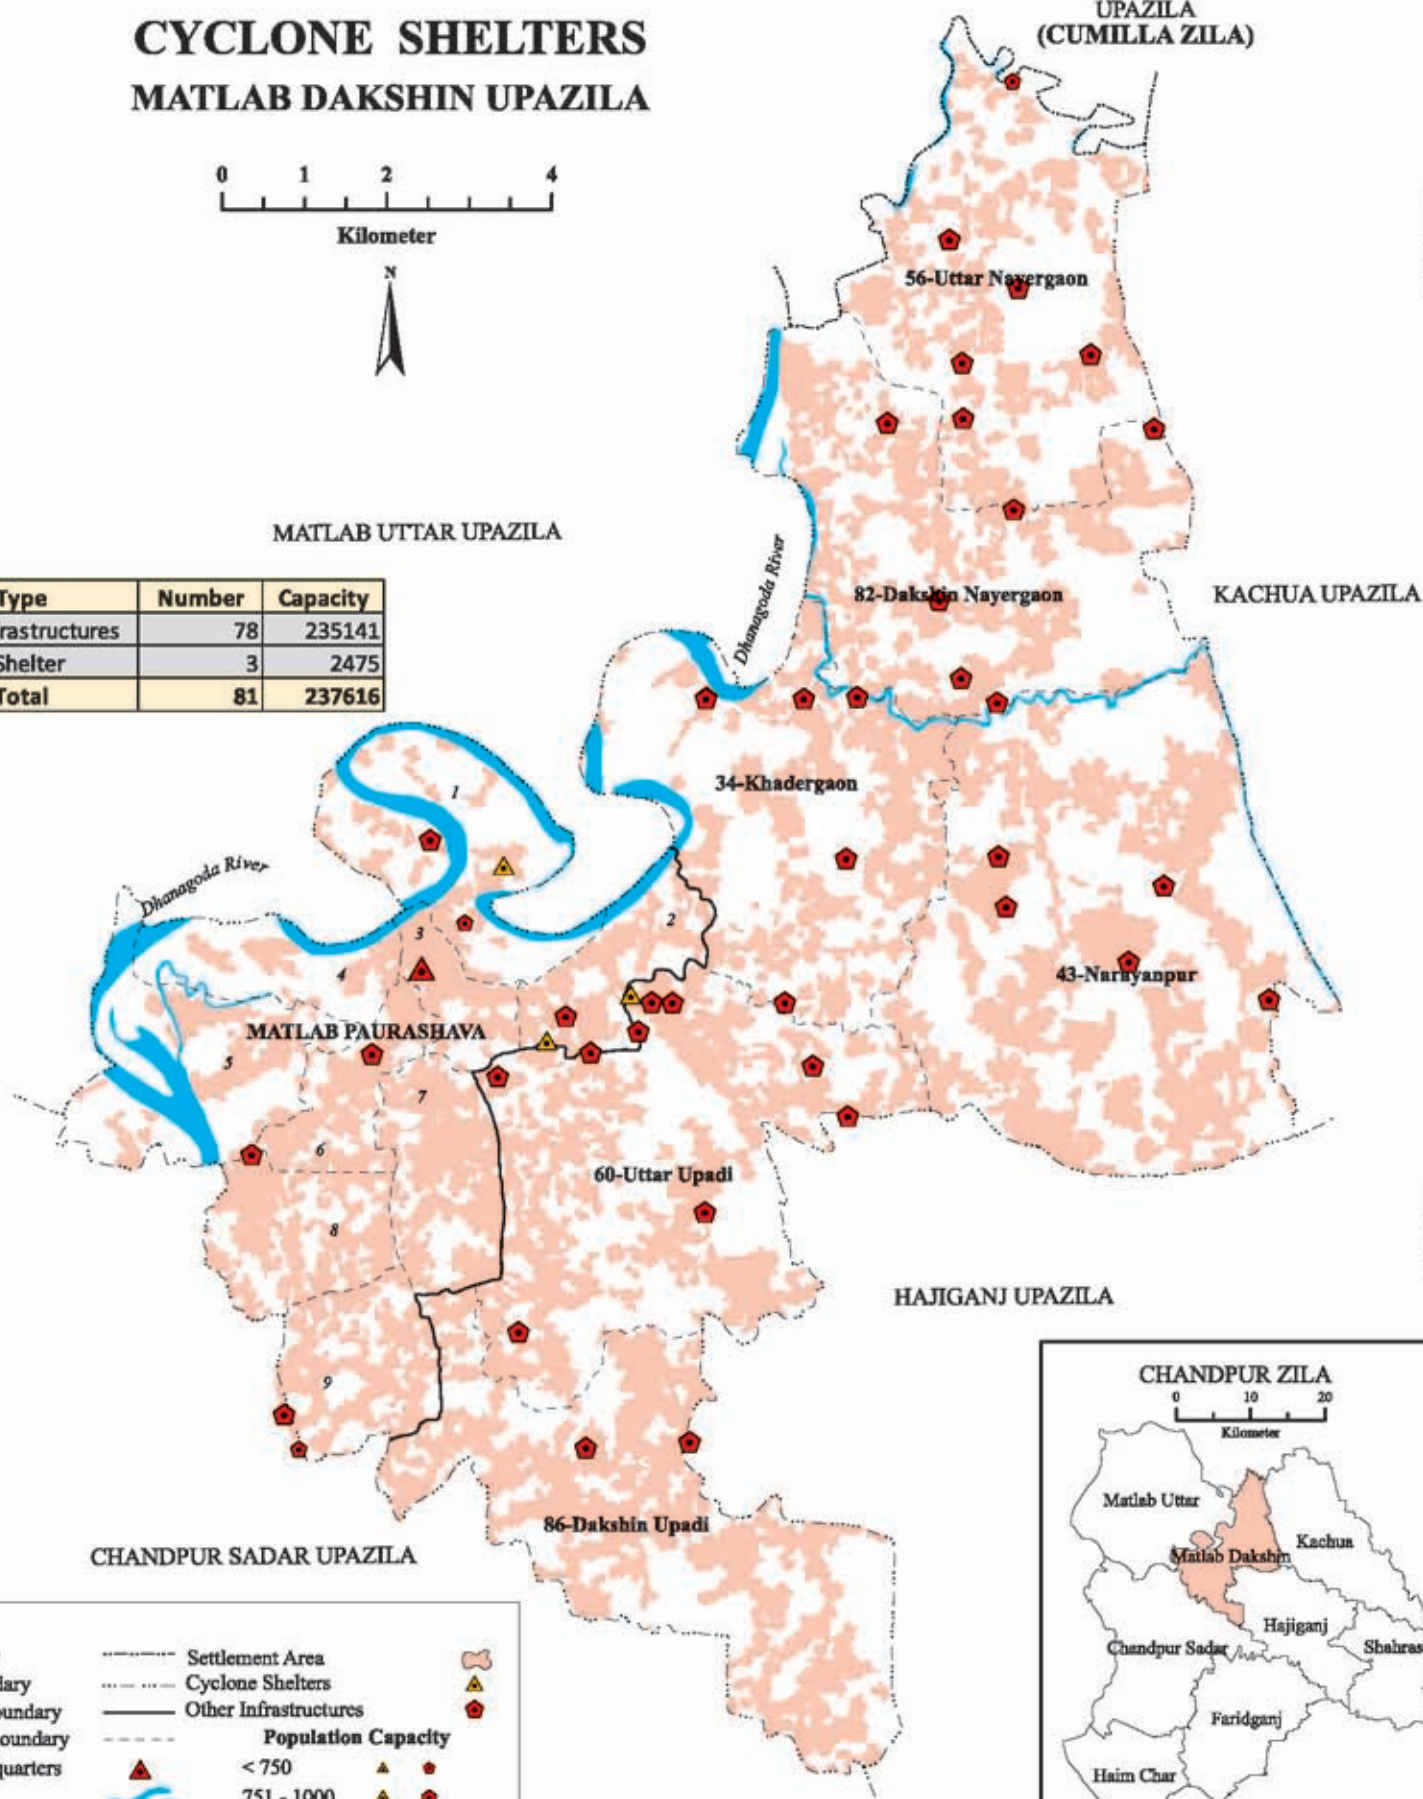 UPAZILA
(CUMILLA ZILA)
CYCLONE SHELTERS
MATLAB DAKSHIN UPAZILA
0 1 2 4
Kilometer
N
56-Uttar Nayergaon
MATLAB UTTAR UPAZILA
Dhanagoda River
82-Dakshin Nayergaon
KACHUA UPAZILA
Type Number Capacity
rastructures 78 235141
Shelter 3 2475
Total 81 237616
34-Khadergaon
1
Dhanagoda River
2
3
4
43-Narayanpur
MATLAB PAURASHAVA
5
7
6
60-Uttar Upadi
8
HAJIGANJ UPAZILA
9
86-Dakshin Upadi
CHANDPUR SADAR UPAZILA
CHANDPUR ZILA
0 10 20
Kilometer
Matlab Uttar
Kachua
Matlab Dakshin
Hajiganj
Chandpur Sadar
Shahras
Faridganj
Haim Char
Settlement Area
dary Cyclone Shelters
oundary Other Infrastructures
oundary Population Capacity
quarters < 750
751 - 1000